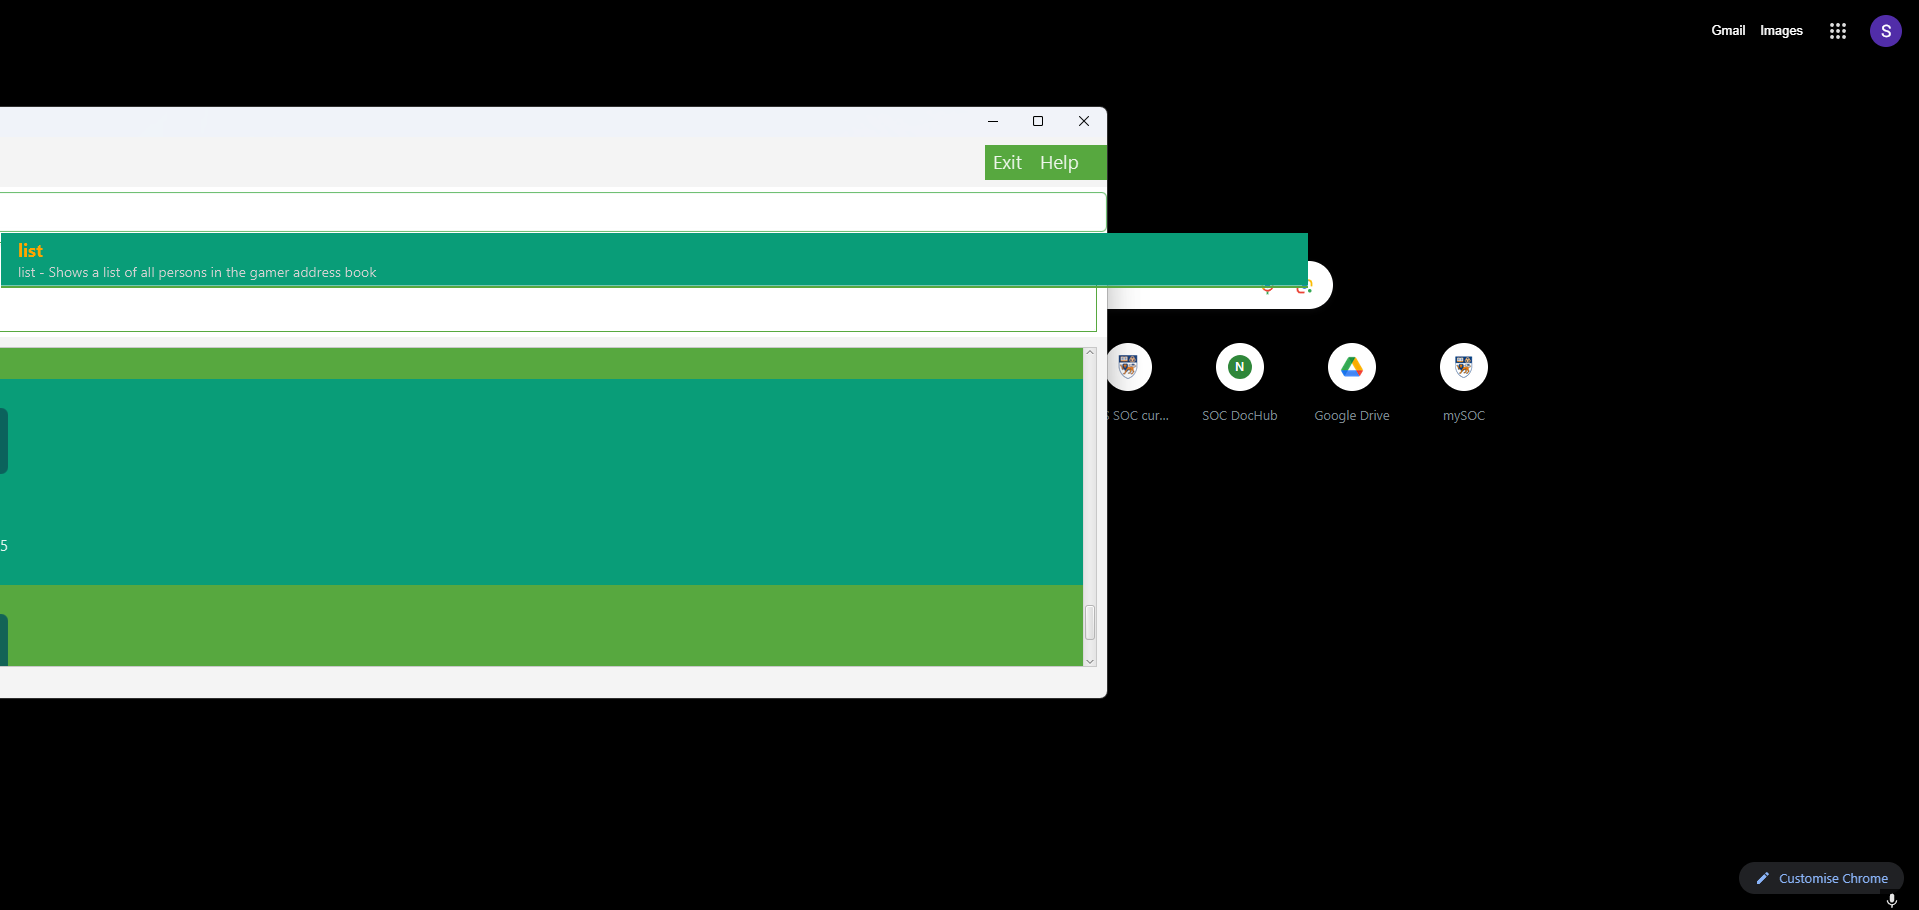 Gmail Images
S
Exit Help
list
list - Shows a list of all persons in the gamer address book
N
SOC cur...
SOC DocHub
Google Drive
mySOC
5
Customise Chrome